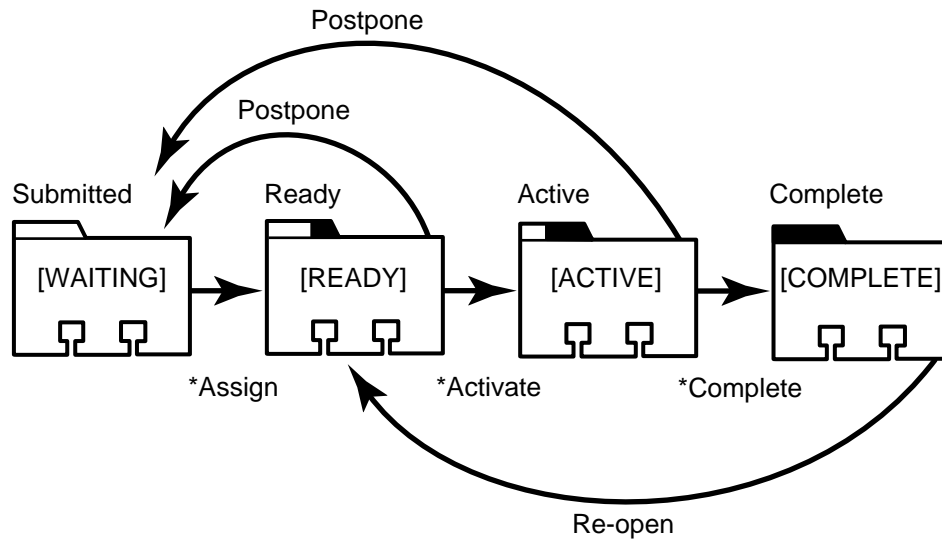 Postpone
Postpone
Submitted
Ready
Active
Complete
[WAITING]
[READY]
[ACTIVE]
[COMPLETE]
*Assign
*Activate
*Complete
Re-open